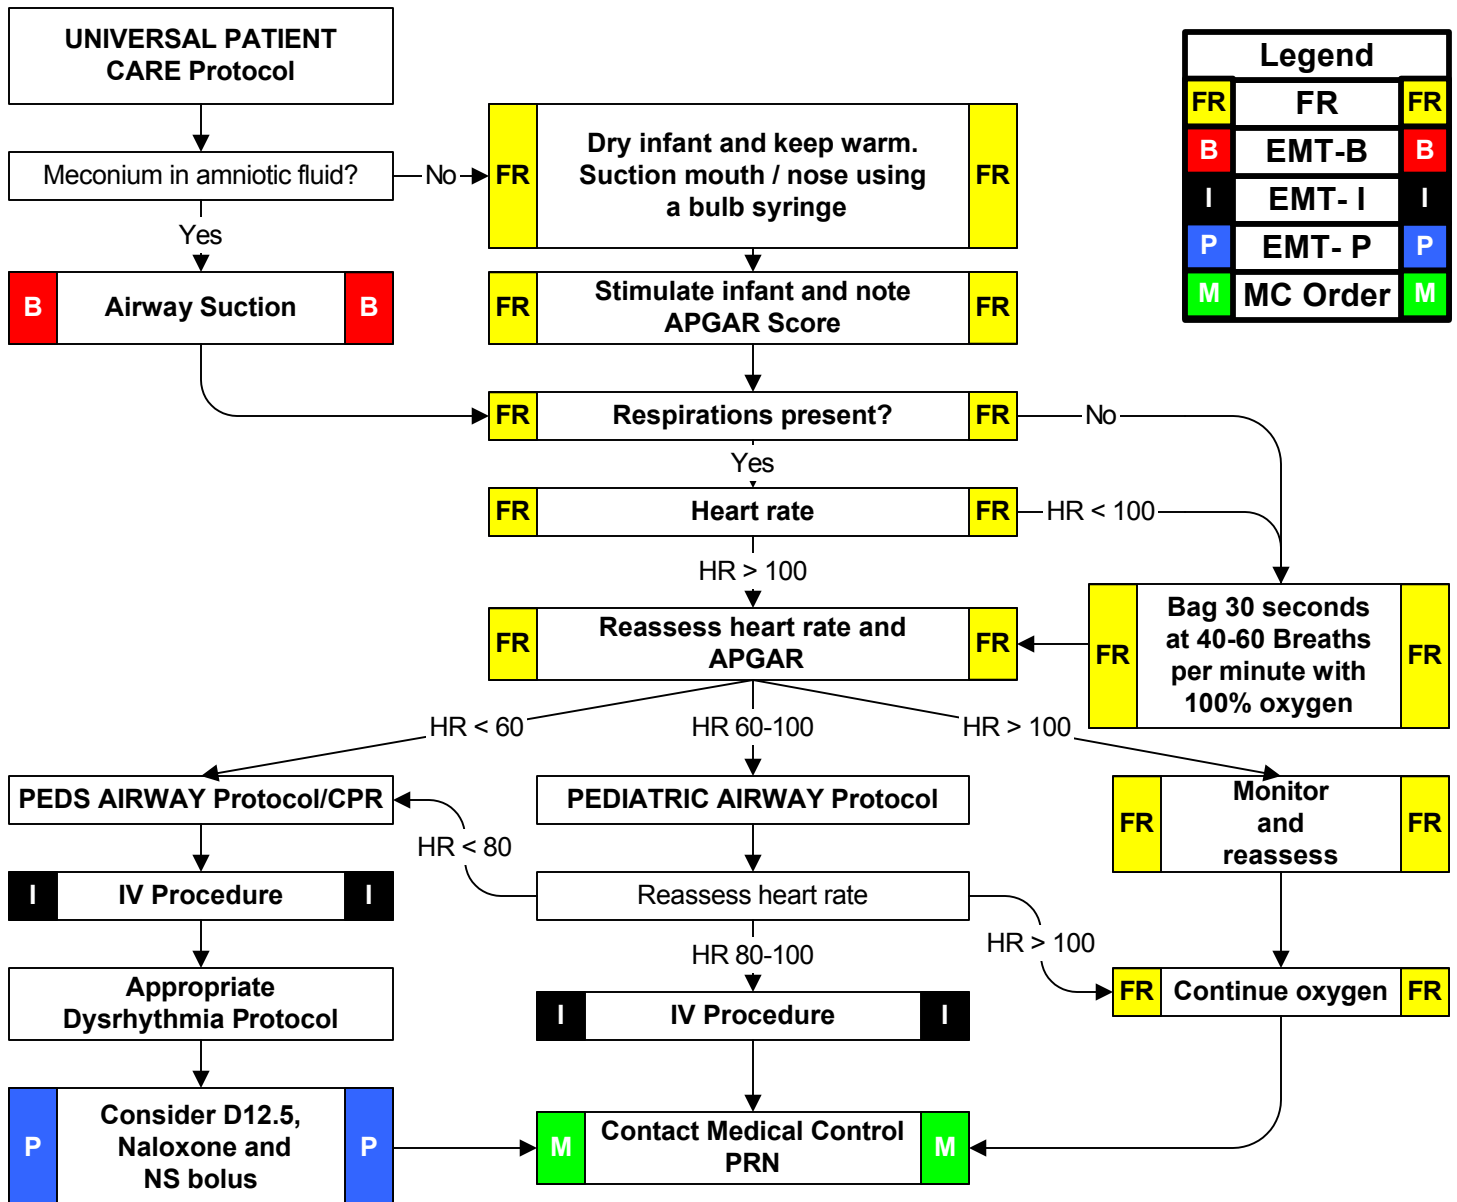 UNIVERSAL PATIENT
CARE Protocol
Legend
FR FR FR
B EMT-B B
I EMT- I I
P EMT- P P
M MC Order M
Meconium in amniotic fluid?
No
FR Dry infant and keep warm. FR
Suction mouth / nose using
a bulb syringe
Yes
B Airway Suction B
FR Stimulate infant and note FR
APGAR Score
FR Respirations present? FR
No
Yes
FR Heart rate FR
HR < 100
HR > 100
FR Reassess heart rate and FR
APGAR
FR Bag 30 seconds FR
at 40-60 Breaths
per minute with
100% oxygen
HR < 60
HR 60-100
HR > 100
PEDS AIRWAY Protocol/CPR
PEDIATRIC AIRWAY Protocol
FR Monitor FR
and
reassess
HR < 80
I IV Procedure I
Reassess heart rate
HR > 100
HR 80-100
Appropriate
Dysrhythmia Protocol
I IV Procedure I
FR Continue oxygen FR
P Consider D12.5, P
Naloxone and
NS bolus
M Contact Medical Control M
PRN